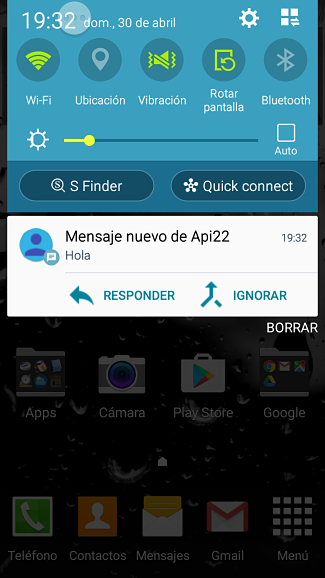 19:32 dom., 30 de abril
Wi-Fi Ubicación Vibración Rotar pantalla Bluetooth
Auto
S Finder Quick connect
Mensaje nuevo de Api22 19:32
Hola
RESPONDER IGNORAR
BORRAR
Apps Cámara Play Store Google
Teléfono Contactos Mensajes Gmail Menú